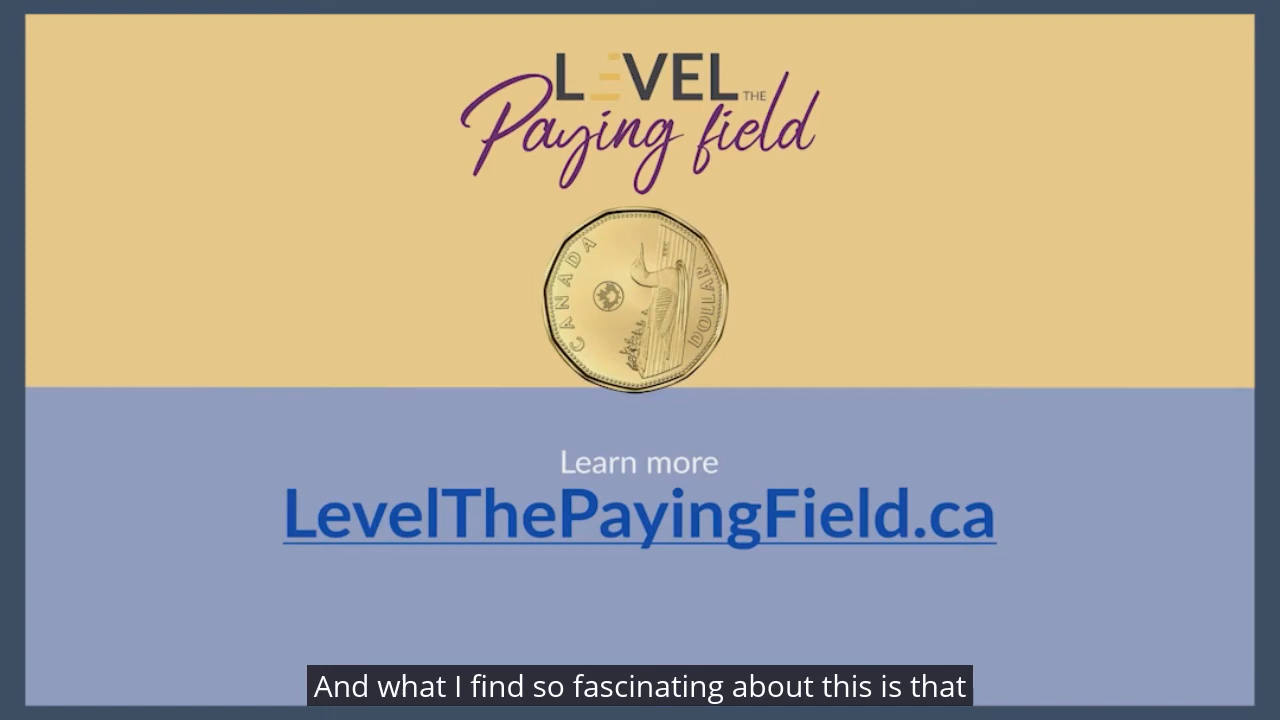 LEVEL THE
Paying field
CANADA
DOLLAR
Learn more
LevelThePayingField.ca
And what I find so fascinating about this is that